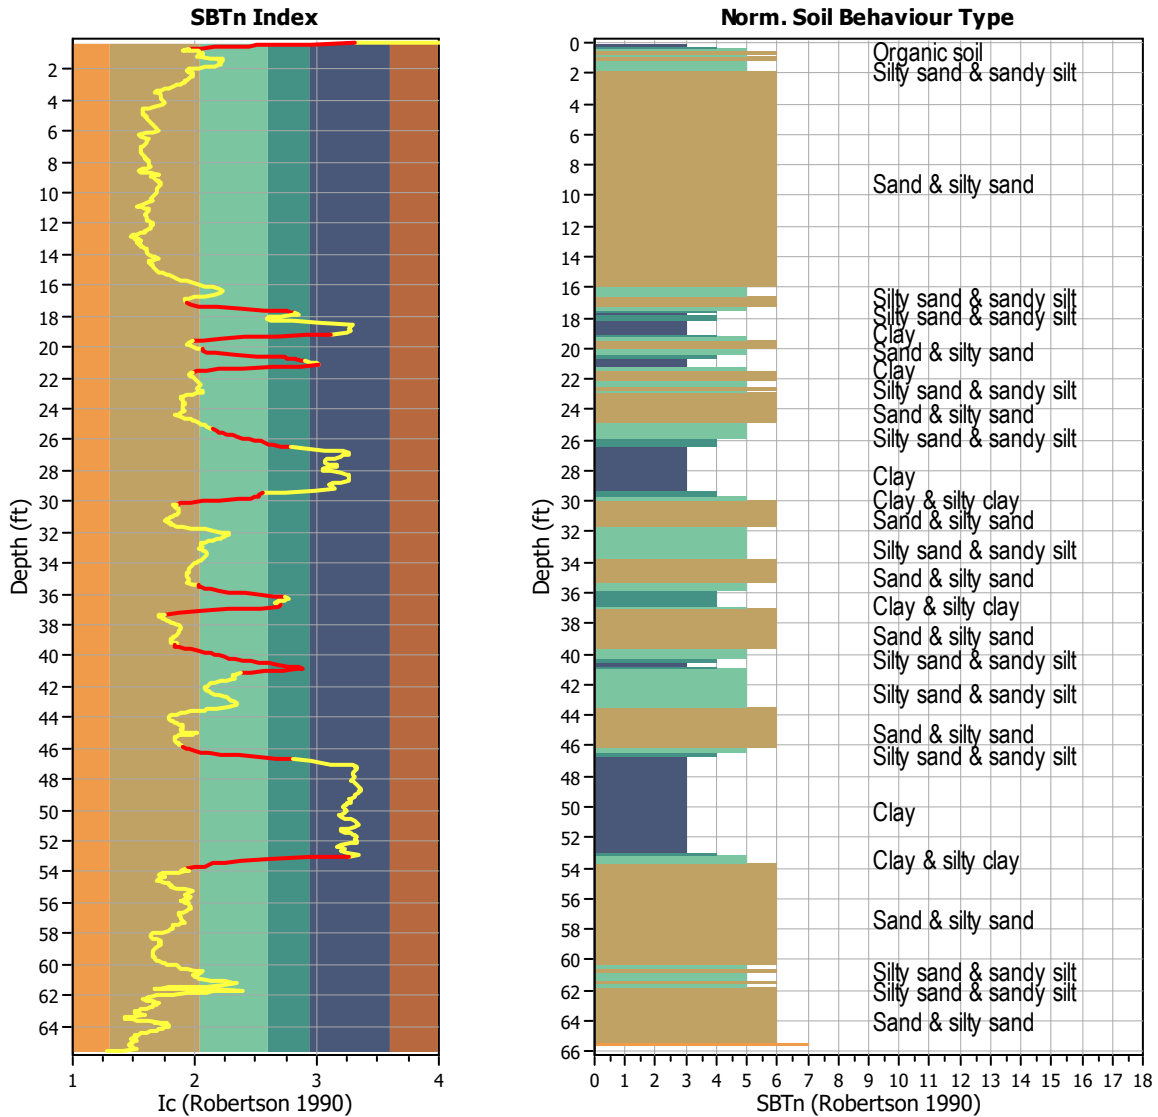 SBTn Index
2
4
6
8
10
12
14
16
18
20
22
24
26
28
30
32
34
36
38
40
42
44
46
48
50
52
54
56
58
60
62
64
Depth (ft)
1 2 3 4
Ic (Robertson 1990)
Norm. Soil Behaviour Type
0
2
4
6
8
10
12
14
16
18
20
22
24
26
28
30
32
34
36
38
40
42
44
46
48
50
52
54
56
58
60
62
64
66
Depth (ft)
Organic soil
Silty sand & sandy silt
Sand & silty sand
Silty sand & sandy silt
Silty sand & sandy silt
Clay
Sand & silty sand
Clay
Silty sand & sandy silt
Sand & silty sand
Silty sand & sandy silt
Clay
Clay & silty clay
Sand & silty sand
Silty sand & sandy silt
Sand & silty sand
Clay & silty clay
Sand & silty sand
Silty sand & sandy silt
Silty sand & sandy silt
Sand & silty sand
Silty sand & sandy silt
Clay
Clay & silty clay
Sand & silty sand
Silty sand & sandy silt
Silty sand & sandy silt
Sand & silty sand
0 1 2 3 4 5 6 7 8 9 10 11 12 13 14 15 16 17 18
SBTn (Robertson 1990)